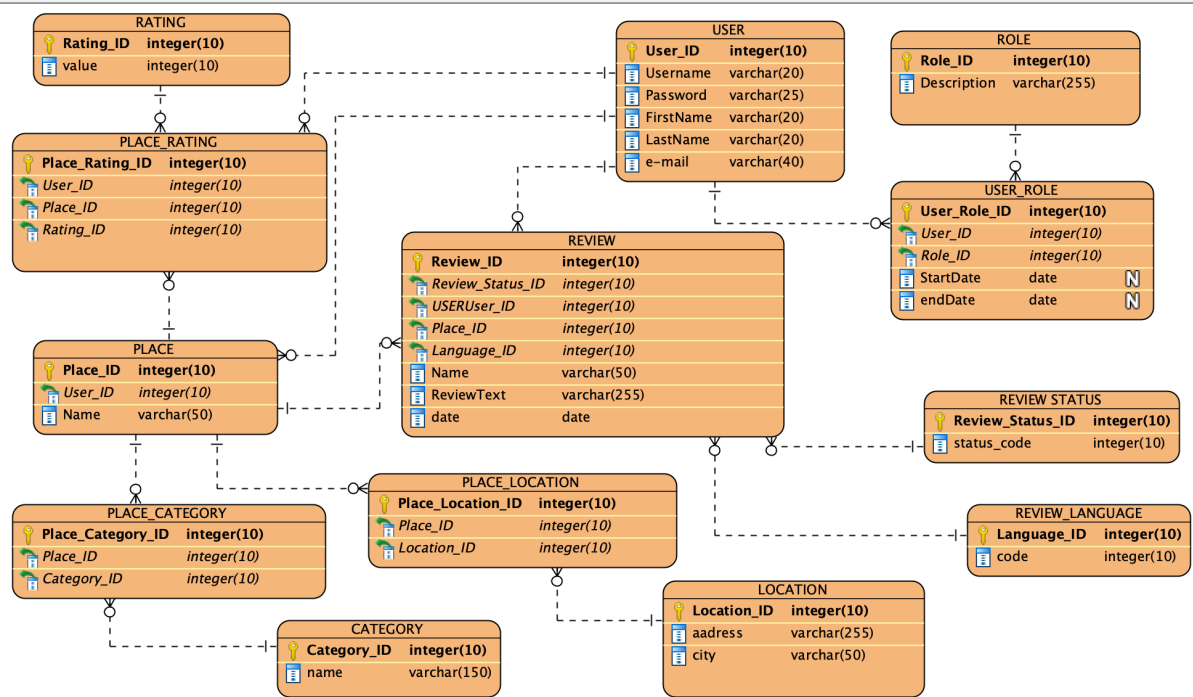 RATING
Rating_ID integer(10)
value integer(10)
USER
User_ID integer(10)
Username varchar(20)
Password varchar(25)
FirstName varchar(20)
LastName varchar(20)
e-mail varchar(40)
ROLE
Role_ID integer(10)
Description varchar(255)
PLACE_RATING
Place_Rating_ID integer(10)
User_ID integer(10)
Place_ID integer(10)
Rating_ID integer(10)
USER_ROLE
User_Role_ID integer(10)
User_ID integer(10)
Role_ID integer(10)
StartDate date N
endDate date N
REVIEW
Review_ID integer(10)
Review_Status_ID integer(10)
USERUser_ID integer(10)
Place_ID integer(10)
Language_ID integer(10)
Name varchar(50)
ReviewText varchar(255)
date date
PLACE
Place_ID integer(10)
User_ID integer(10)
Name varchar(50)
REVIEW STATUS
Review_Status_ID integer(10)
status_code integer(10)
PLACE_LOCATION
Place_Location_ID integer(10)
Place_ID integer(10)
Location_ID integer(10)
PLACE_CATEGORY
Place_Category_ID integer(10)
Place_ID integer(10)
Category_ID integer(10)
REVIEW_LANGUAGE
Language_ID integer(10)
code integer(10)
LOCATION
Location_ID integer(10)
aadress varchar(255)
city varchar(50)
CATEGORY
Category_ID integer(10)
name varchar(150)